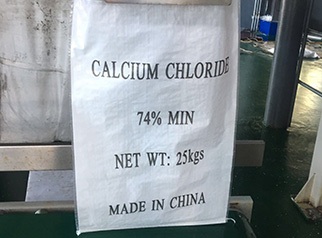 CALCIUM CHLORIDE
74% MIN
NET WT: 25kgs
MADE IN CHINA